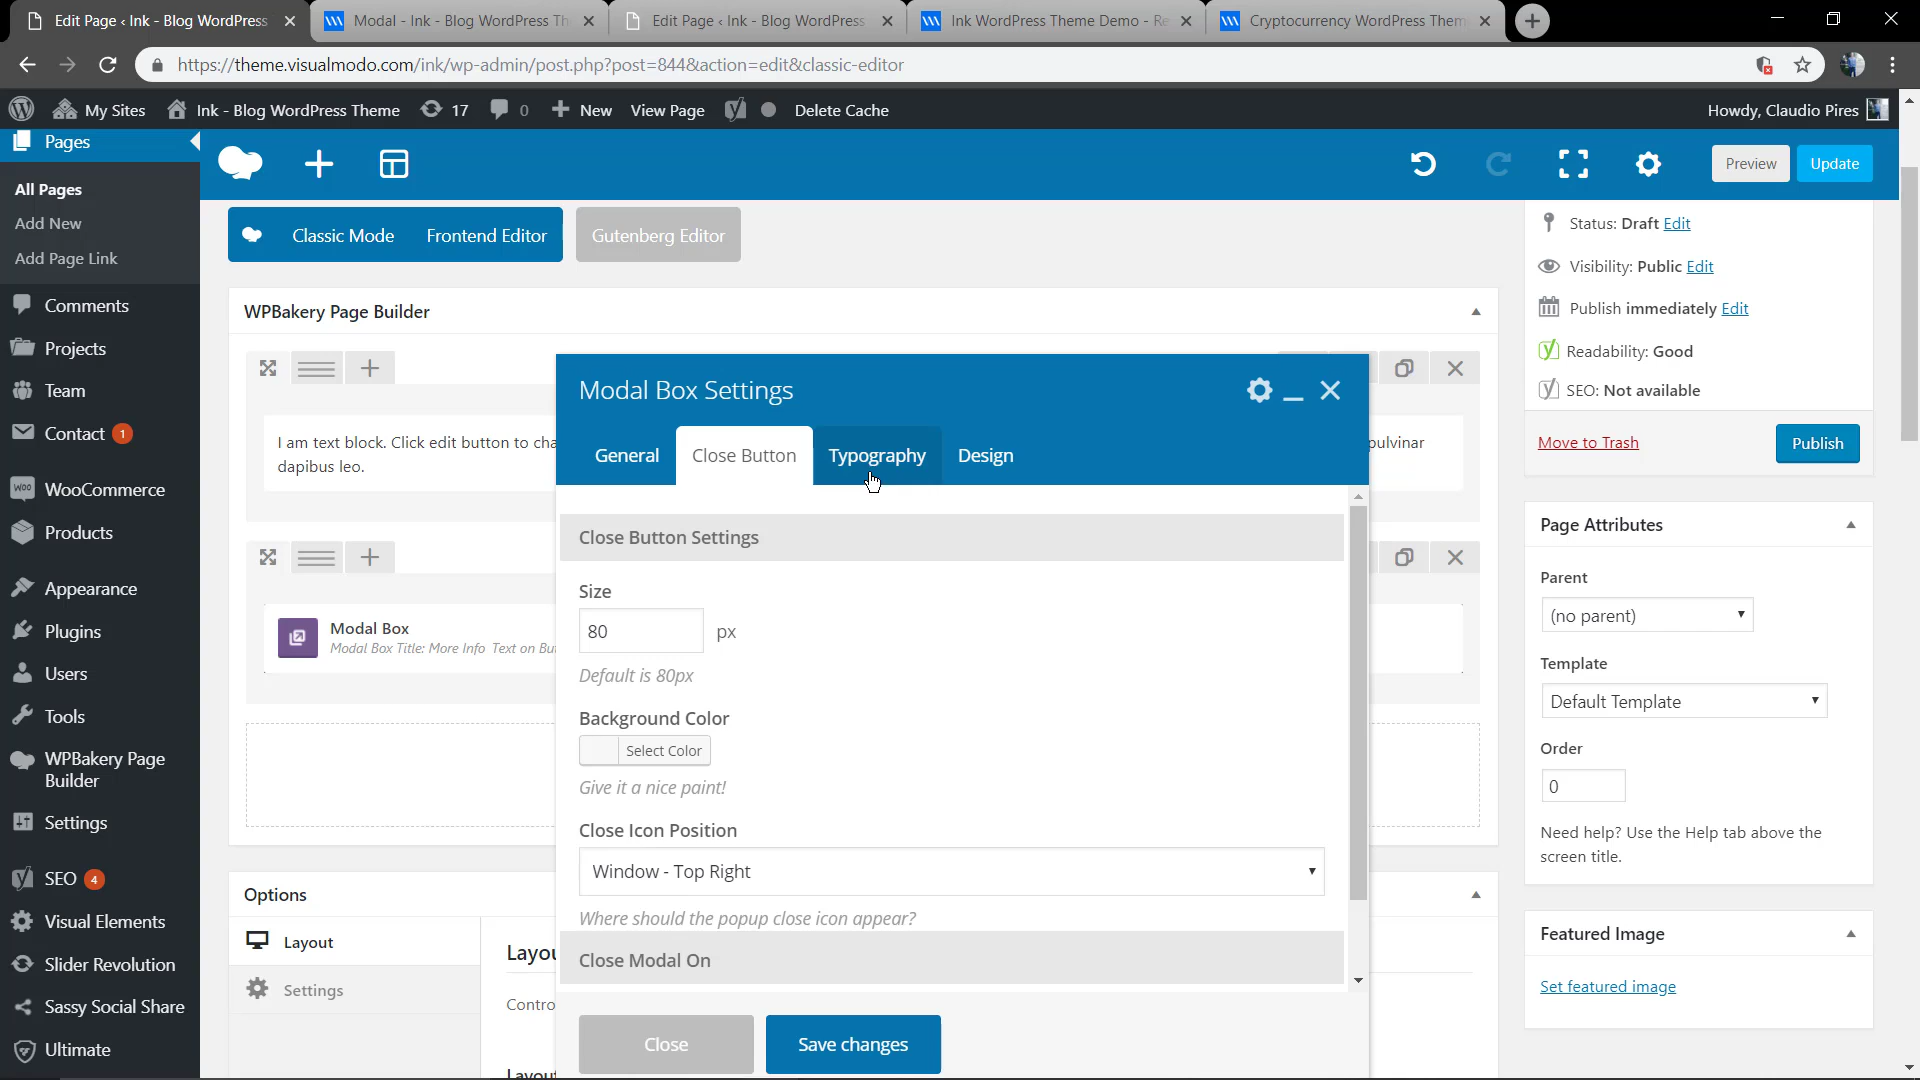 Edit Page ‹ Ink - Blog WordPress
Modal - Ink - Blog WordPress Th
Edit Page ‹ Ink - Blog WordPress
Ink WordPress Theme Demo - Re
Cryptocurrency WordPress Them
https://theme.visualmodo.com/ink/wp-admin/post.php?post=844&action=edit&classic-editor
My Sites
Ink - Blog WordPress Theme
17
0
New
View Page
Delete Cache
Howdy, Claudio Pires
Pages
All Pages
Add New
Add Page Link
Comments
Projects
Team
Contact 1
WooCommerce
Products
Appearance
Plugins
Users
Tools
WPBakery Page
Builder
Settings
SEO 4
Visual Elements
Slider Revolution
Sassy Social Share
Ultimate
Preview
Update
Classic Mode
Frontend Editor
Gutenberg Editor
WPBakery Page Builder
I am text block. Click edit button to cha
pulvinar
dapibus leo.
Modal Box
Modal Box Title: More Info Text on Bu
Options
Layout
Settings
Layou
Contro
Layout
Modal Box Settings
General
Close Button
Typography
Design
Close Button Settings
Size
80
px
Default is 80px
Background Color
Select Color
Give it a nice paint!
Close Icon Position
Window - Top Right
Where should the popup close icon appear?
Close Modal On
Close
Save changes
Status: Draft Edit
Visibility: Public Edit
Publish immediately Edit
Readability: Good
SEO: Not available
Move to Trash
Publish
Page Attributes
Parent
(no parent)
Template
Default Template
Order
0
Need help? Use the Help tab above the
screen title.
Featured Image
Set featured image